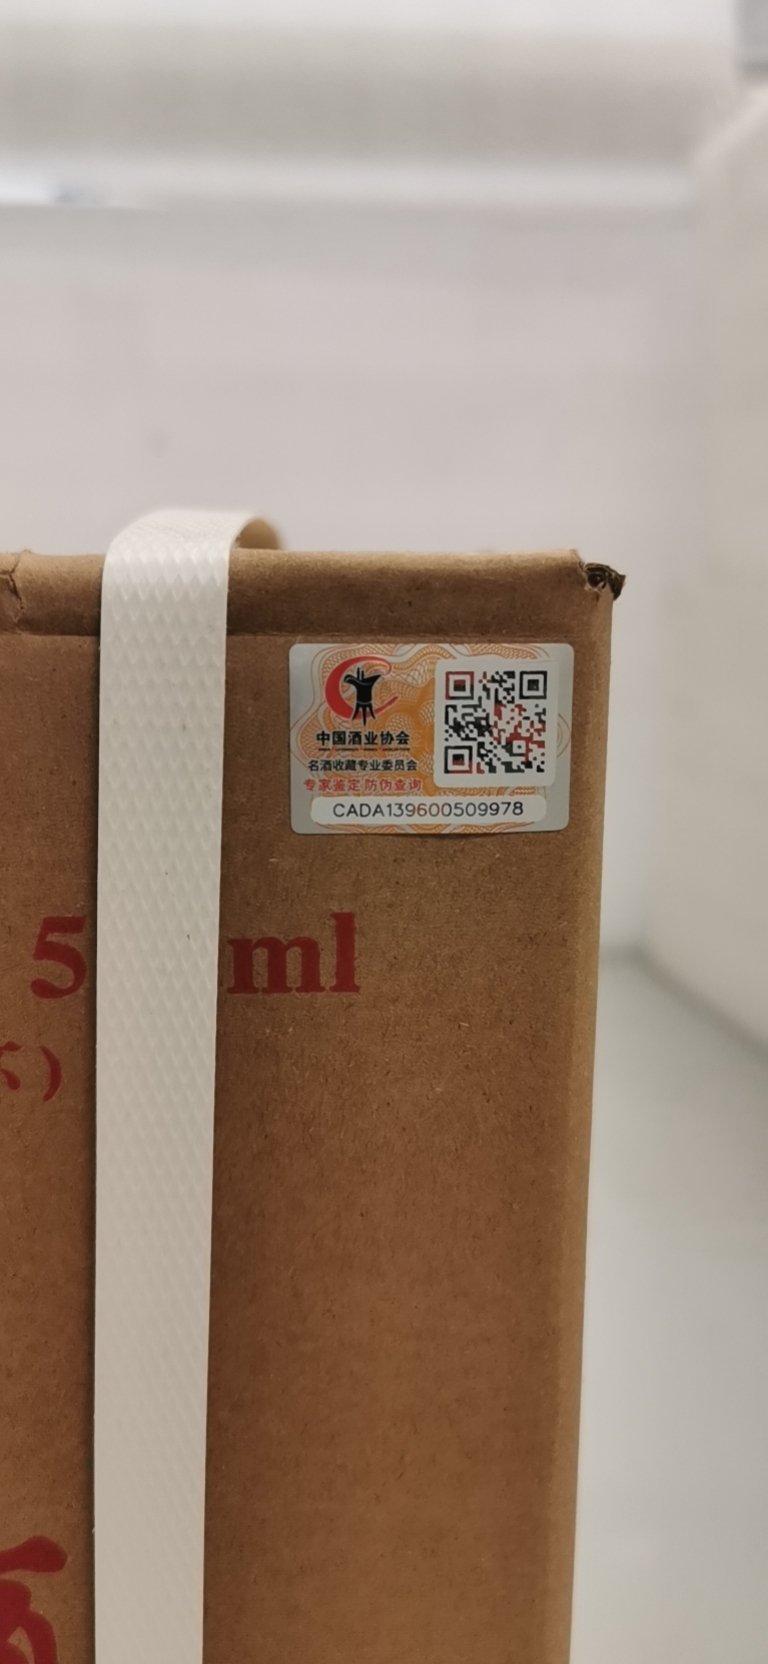 中国酒业协会
名酒收藏专业委员会
专家鉴定 防伪查询
CADA139600509978
5 ml
)